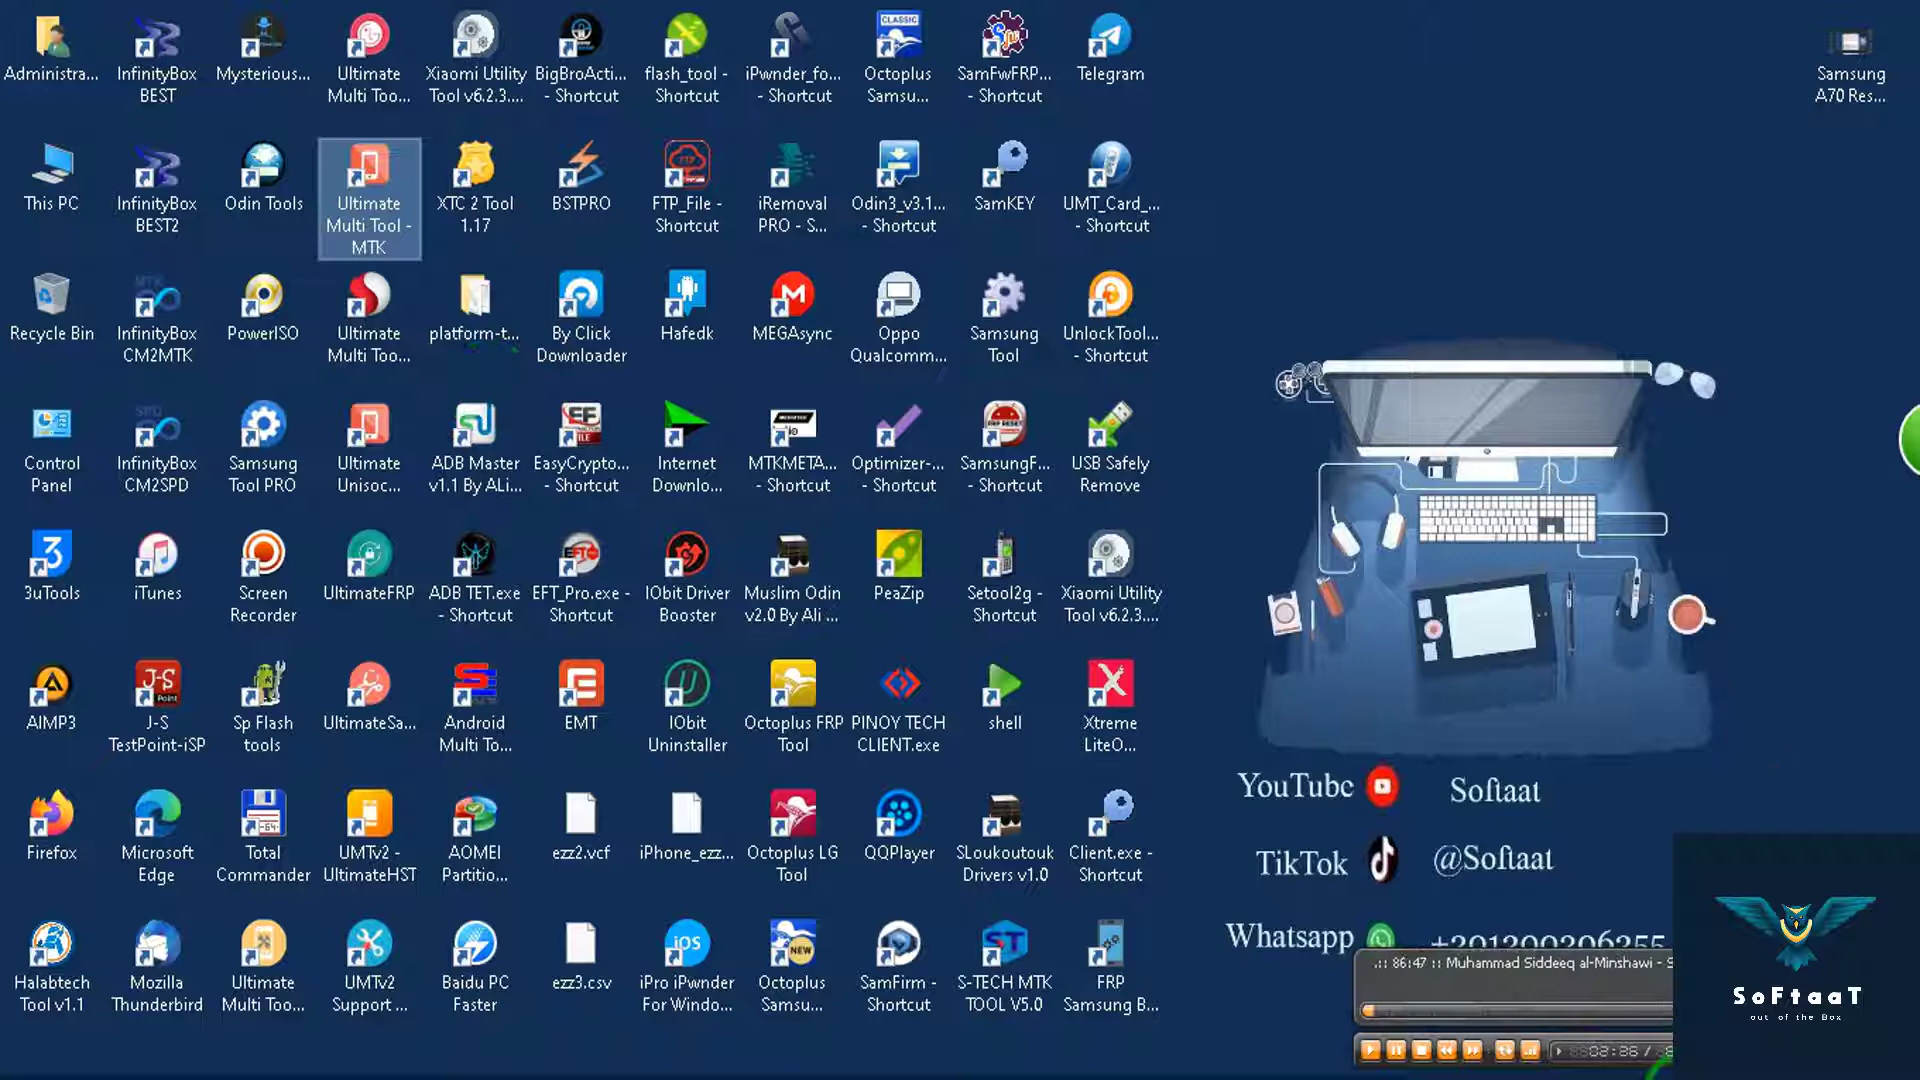 Administra...
InfinityBox
BEST
Mysterious...
Ultimate
Multi Too...
Xiaomi Utility
Tool v6.2.3....
BigBroActi...
- Shortcut
flash_tool -
Shortcut
iPwnder_fo...
- Shortcut
CLASSIC
Octoplus
Samsu...
SamFwFRP...
- Shortcut
Telegram
Samsung
A70 Res...
This PC
InfinityBox
BEST2
Odin Tools
Ultimate
Multi Tool -
MTK
XTC 2 Tool
1.17
BSTPRO
FTP
FTP_File -
Shortcut
iRemoval
PRO - S...
Odin3_v3.1...
- Shortcut
SamKEY
UMT_Card_...
- Shortcut
Recycle Bin
InfinityBox
CM2MTK
PowerISO
Ultimate
Multi Too...
platform-t...
By Click
Downloader
Hafedk
MEGAsync
Oppo
Qualcomm...
Samsung
Tool
UnlockTool...
- Shortcut
Control
Panel
InfinityBox
CM2SPD
Samsung
Tool PRO
Ultimate
Unisoc...
ADB Master
v1.1 By ALi...
EasyCrypto...
- Shortcut
Internet
Downlo...
MTKMETA...
- Shortcut
Optimizer-...
- Shortcut
SamsungF...
- Shortcut
USB Safely
Remove
3uTools
iTunes
Screen
Recorder
UltimateFRP
ADB TET.exe
- Shortcut
EFT_Pro.exe -
Shortcut
IObit Driver
Booster
Muslim Odin
v2.0 By Ali ...
PeaZip
Setool2g -
Shortcut
Xiaomi Utility
Tool v6.2.3....
AIMP3
J-S
TestPoint-iSP
Sp Flash
tools
UltimateSa...
Android
Multi To...
EMT
IObit
Uninstaller
Octoplus FRP
Tool
PINOY TECH
CLIENT.exe
shell
Xtreme
LiteO...
Firefox
Microsoft
Edge
Total
Commander
UMTv2 -
UltimateHST
AOMEI
Partitio...
ezz2.vcf
iPhone_ezz...
Octoplus LG
Tool
QQPlayer
SLoukoutouk
Drivers v1.0
Client.exe -
Shortcut
Halabtech
Tool v1.1
Mozilla
Thunderbird
Ultimate
Multi Too...
UMTv2
Support ...
Baidu PC
Faster
ezz3.csv
iOS
iPro iPwnder
For Windo...
NEW
Octoplus
Samsu...
SamFirm -
Shortcut
S-TECH MTK
TOOL V5.0
FRP
Samsung B...
YouTube Softaat
TikTok @Softaat
Whatsapp +201200206255
.:: 86:47 :: Muhammad Siddeeq al-Minshawi - S
SoFtaaT
out of the Box